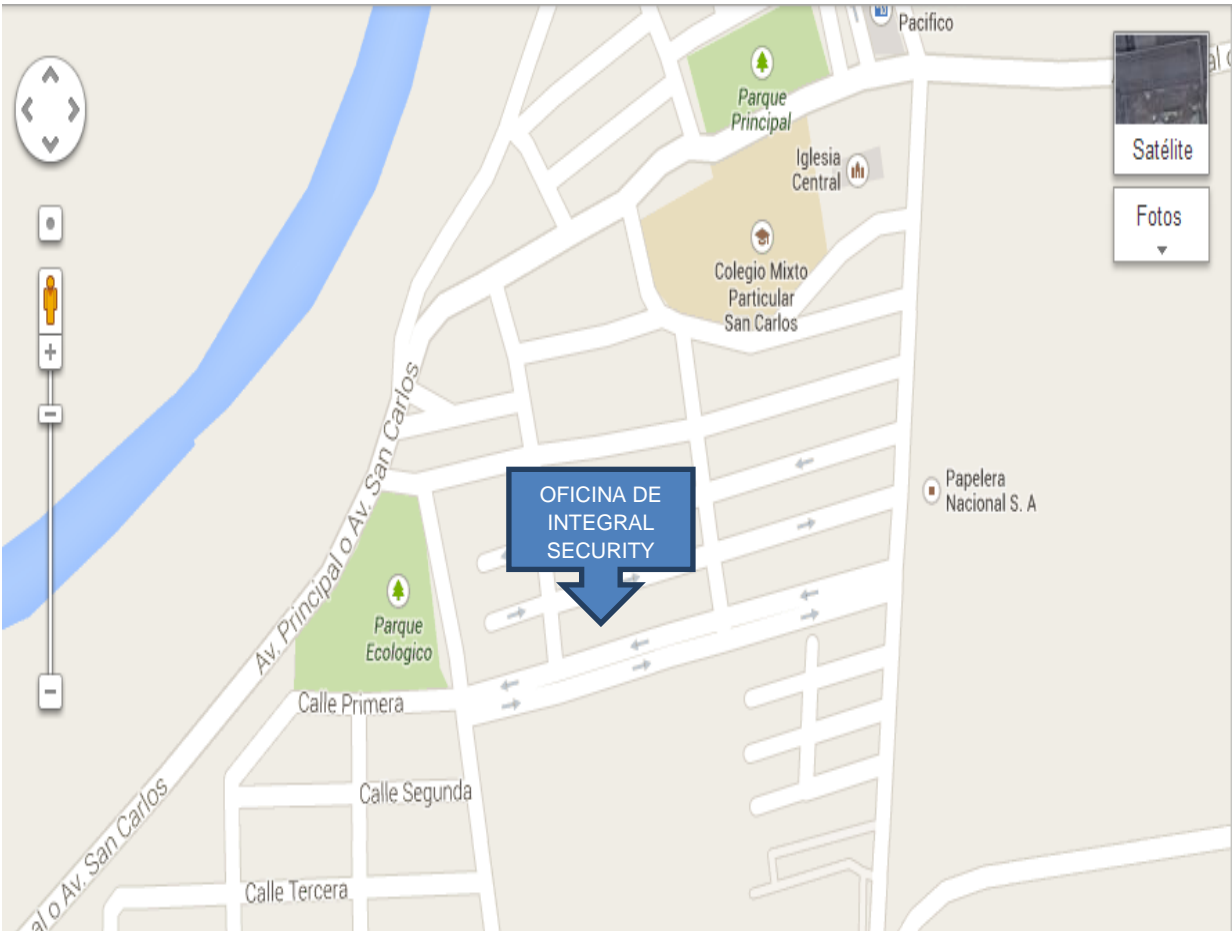 Pacifico
al c
Satélite
Fotos
Parque
Principal
Iglesia
Central
Colegio Mixto
Particular
San Carlos
Av. Principal o Av. San Carlos
OFICINA DE
INTEGRAL
SECURITY
Papelera
Nacional S. A
Parque
Ecologico
Calle Primera
Calle Segunda
Calle Tercera
al o Av. San Carlos